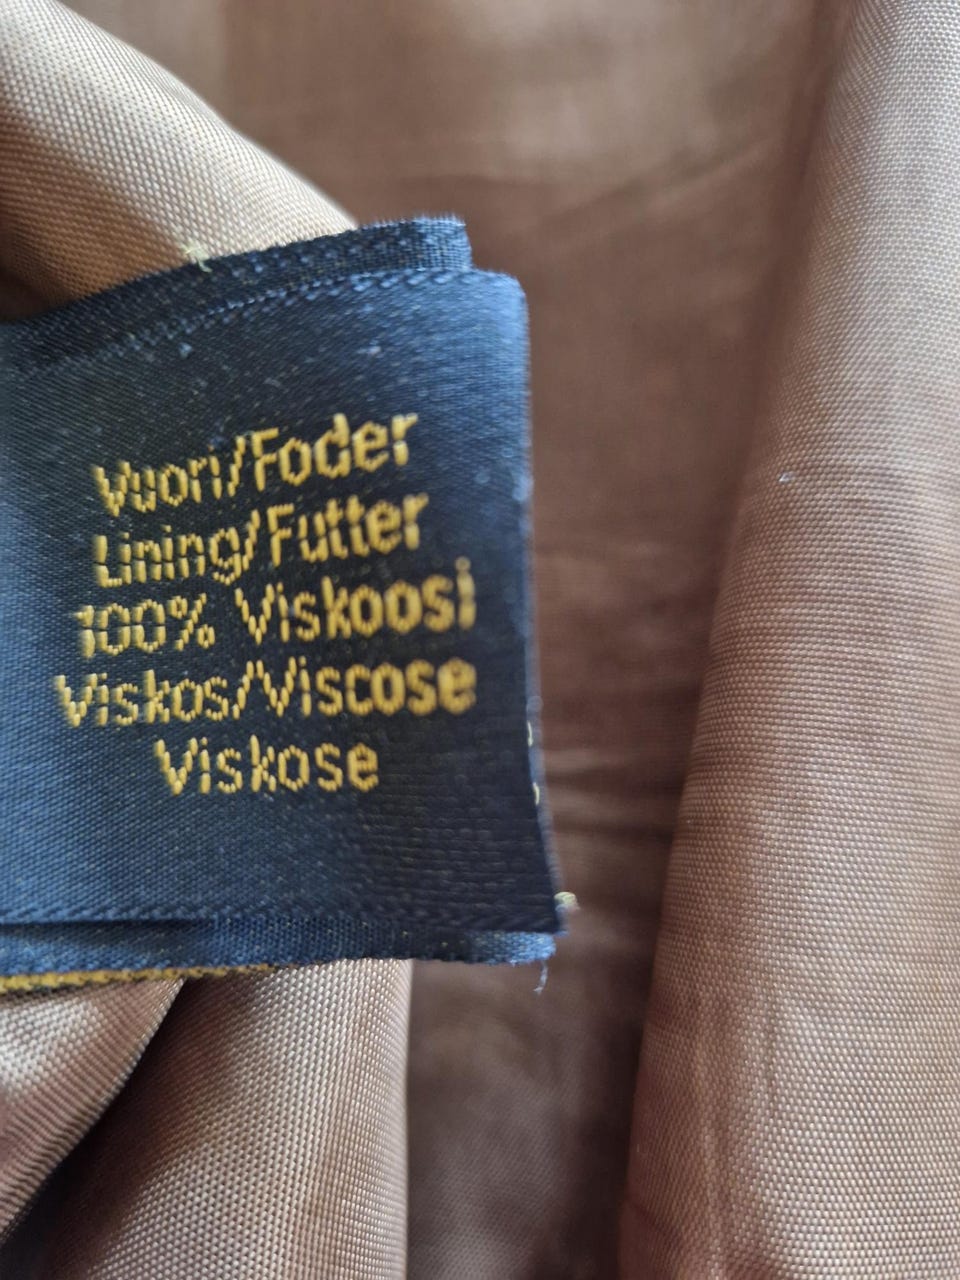 Vuori/Foder
Lining/Futter
100% Viskoosi
Viskos/Viscose
Viskose